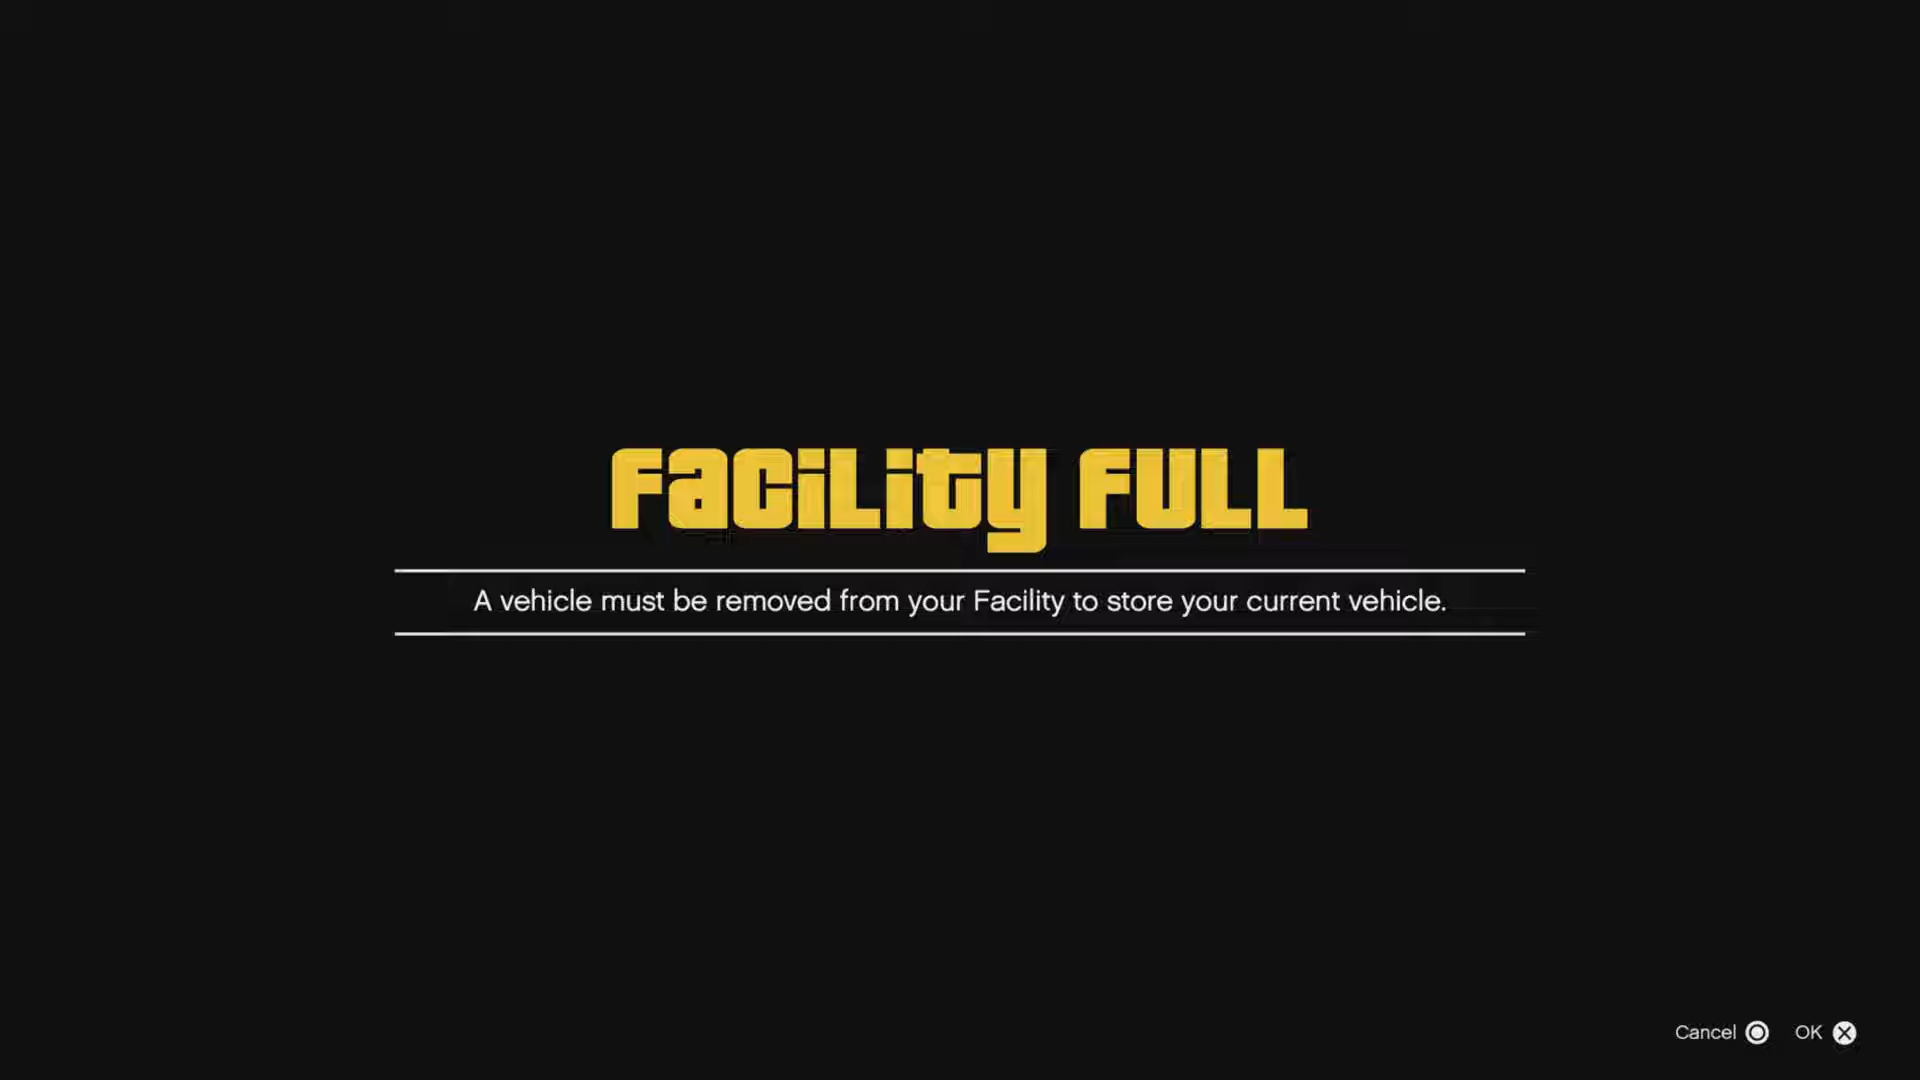 FaciLity FULL
A vehicle must be removed from your Facility to store your current vehicle.
Cancel OK